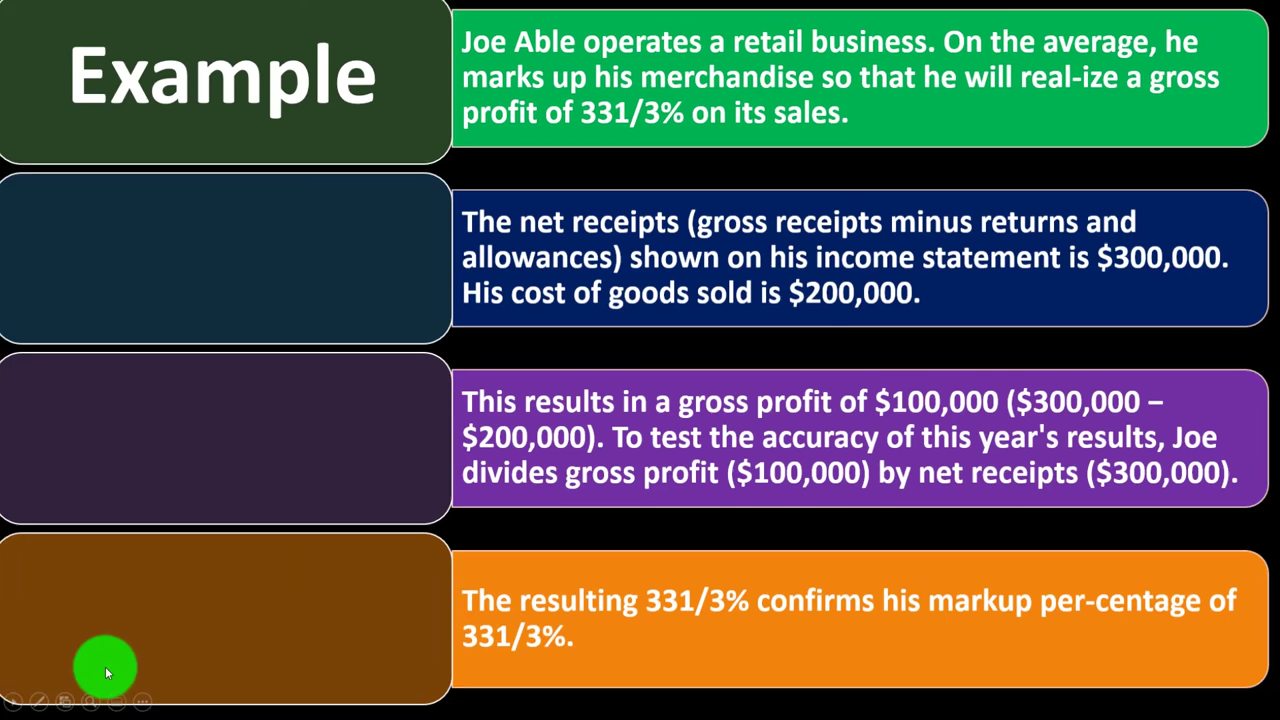 Example
Joe Able operates a retail business. On the average, he
marks up his merchandise so that he will real-ize a gross
profit of 331/3% on its sales.
The net receipts (gross receipts minus returns and
allowances) shown on his income statement is $300,000.
His cost of goods sold is $200,000.
This results in a gross profit of $100,000 ($300,000 −
$200,000). To test the accuracy of this year's results, Joe
divides gross profit ($100,000) by net receipts ($300,000).
The resulting 331/3% confirms his markup per-centage of
331/3%.